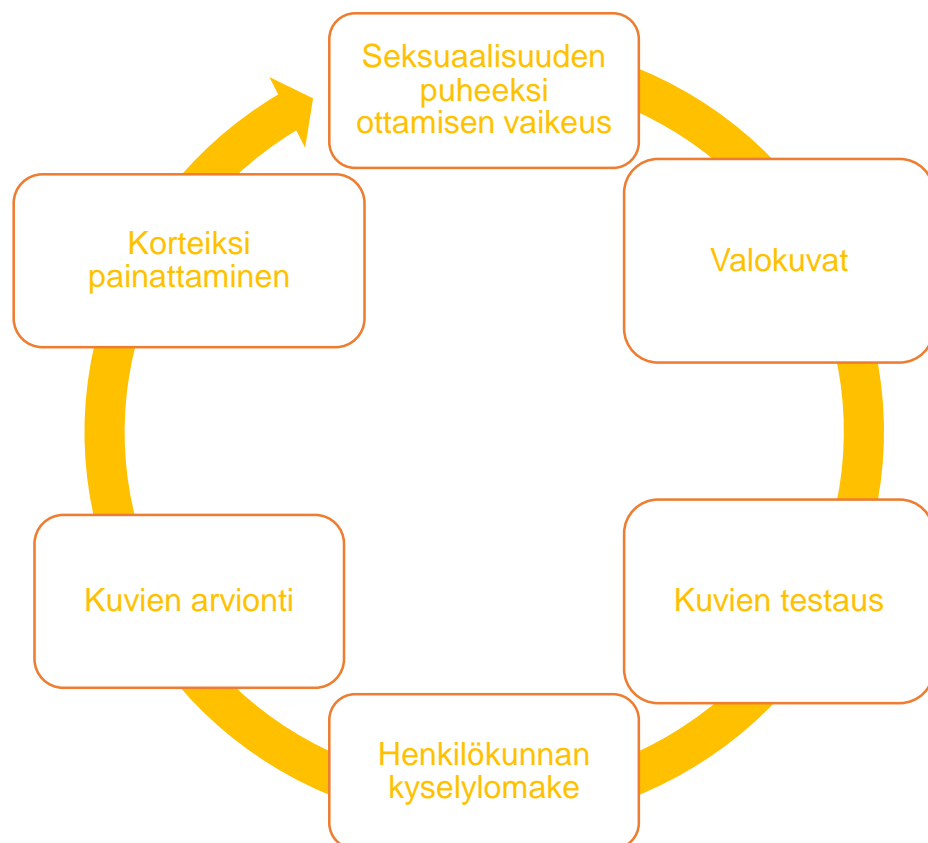 Seksuaalisuuden
puheeksi
ottamisen vaikeus
Valokuvat
Kuvien testaus
Henkilökunnan
kyselylomake
Kuvien arvionti
Korteiksi
painattaminen